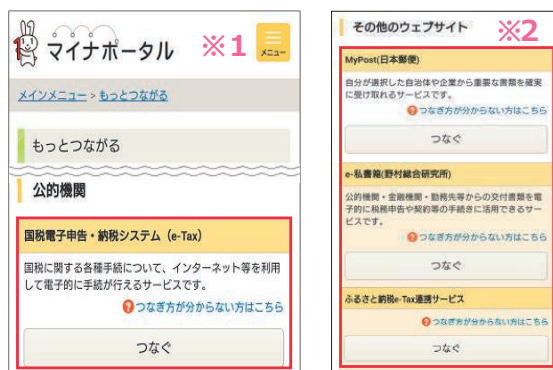 マイナポータル
※1
メニュー
メインメニュー > もっとつながる
もっとつながる
公的機関
国税電子申告・納税システム（e-Tax）
国税に関する各種手続について、インターネット等を利用
して電子的に手続が行えるサービスです。
?つなぎ方が分からない方はこちら
つなぐ
その他のウェブサイト
※2
MyPost(日本郵便)
自分が選択した自治体や企業から重要な書類を確実
に受け取れるサービスです。
?つなぎ方が分からない方はこちら
つなぐ
e-私書箱(野村総合研究所)
公的機関・金融機関・勤務先等からの交付書類を電
子的に税務申告や契約等の手続きに活用できるサー
ビスです。
?つなぎ方が分からない方はこちら
つなぐ
ふるさと納税e-Tax連携サービス
?つなぎ方が分からない方はこちら
つなぐ